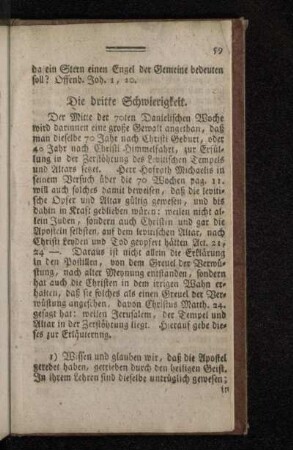 59
da ein Stern einen Engel der Gemeine bedeuten
soll? Offenb. Joh. 1, 20.
Die dritte Schwierigkeit.
Der Mitte der 70ten Danielischen Woche
wird darinnen eine große Gewalt angethan, daß
man dieselbe 70 Jahr nach Christi Geburt, oder
40 Jahr nach Christi Himmelfahrt, zur Erfül-
lung in der Zerstöhrung des Levitischen Tempels
und Altars setzet. Herr Hofrath Michaelis in
seinem Versuch über die 70 Wochen pag. 11.
will auch solches damit beweisen, daß die leviti-
sche Opfer und Altar gültig gewesen, und bis
dahin in Kraft geblieben wären: weilen nicht al-
lein Juden, sondern auch Christen und gar die
Apostein selbsten, auf dem levitischen Altar, nach
Christi Leyden und Tod geopfert hätten Act. 21,
24 —. Daraus ist nicht allein die Erklärung
in den Postillen, von dem Greuel der Verwü-
stung, nach alter Meynung entstanden, sondern
hat auch die Christen in dem irrigen Wahn er-
halten, daß sie solches als einen Greuel der Ver-
wüstung angesehen, davon Christus Matth. 24.
gesagt hat: weilen Jerusalem, der Tempel und
Altar in der Zerstöhrung liegt. Hierauf gebe die-
ses zur Erläuterung.
1) Wissen und glauben wir, daß die Apostel
geredet haben, getrieben durch den heiligen Geist.
In ihrem Lehren sind dieselbe untrüglich gewesen;
in